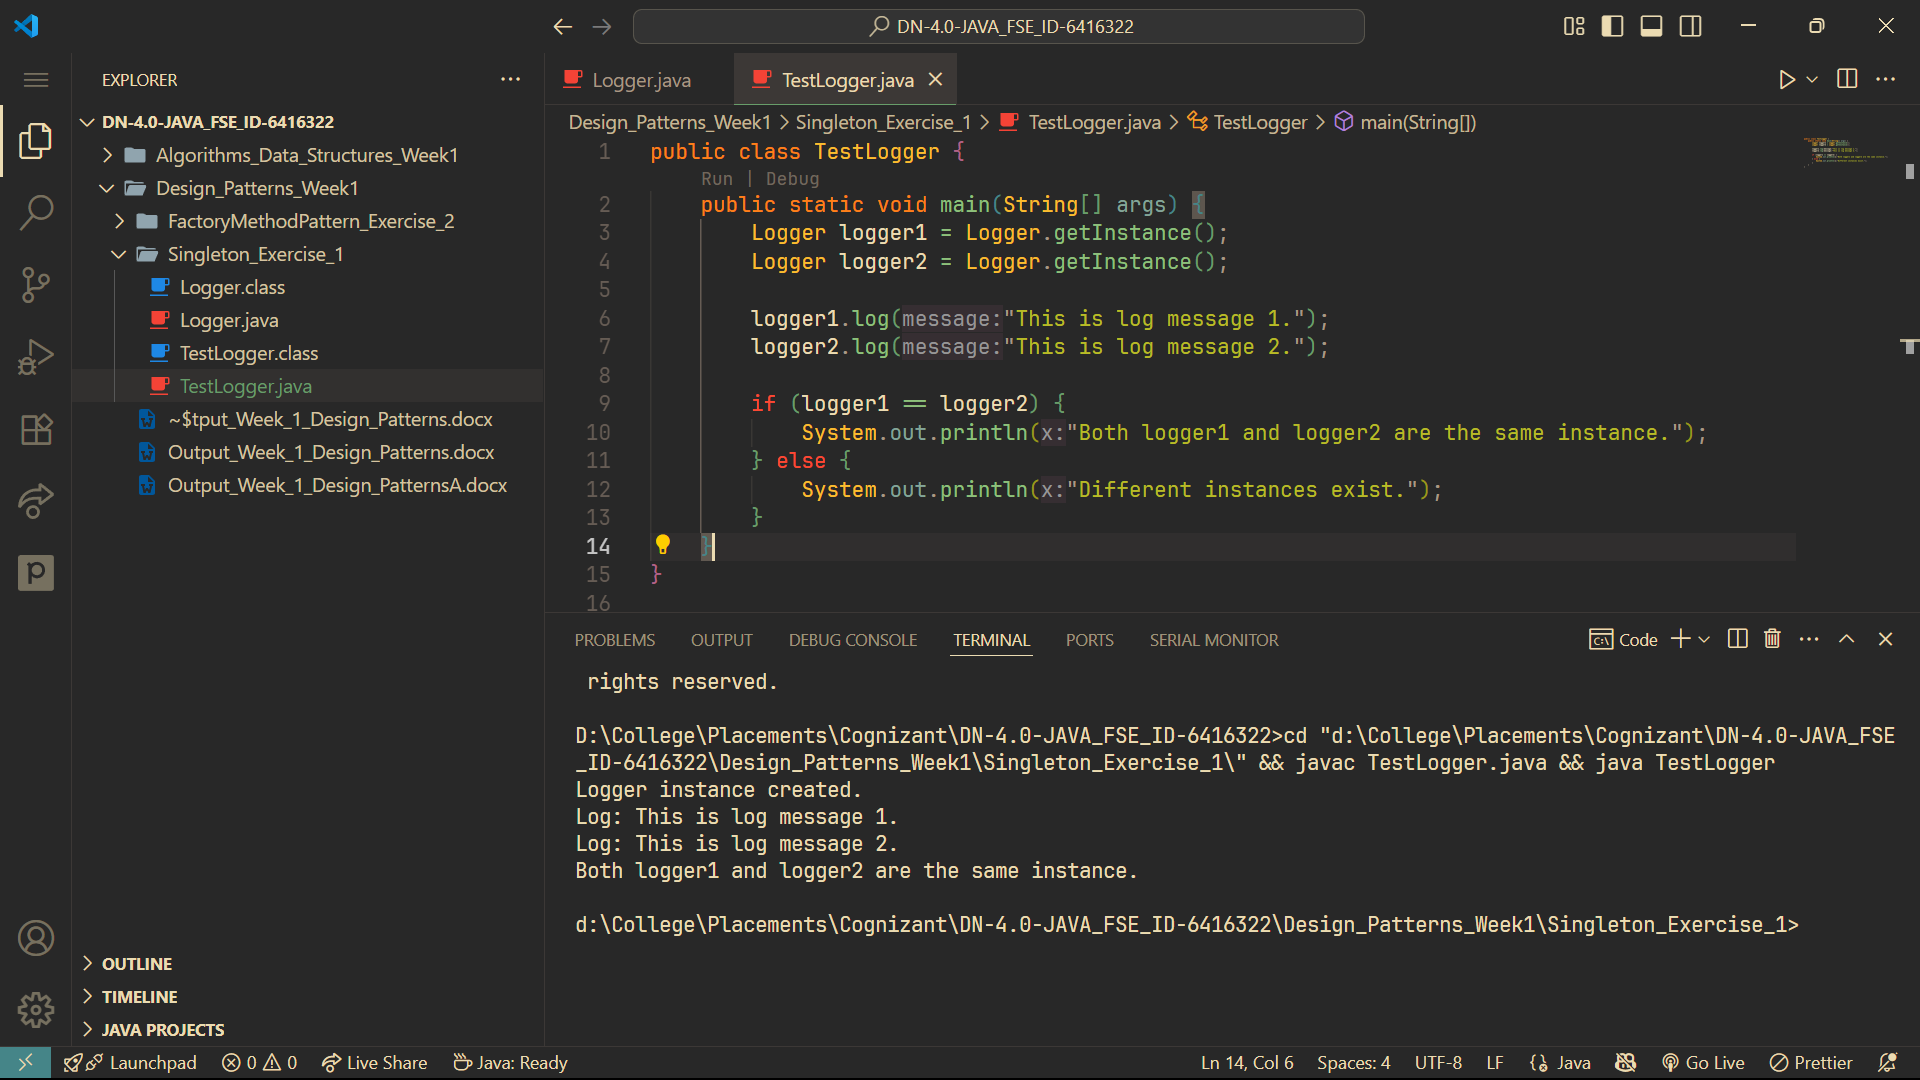 DN-4.0-JAVA_FSE_ID-6416322
EXPLORER
DN-4.0-JAVA_FSE_ID-6416322
Algorithms_Data_Structures_Week1
Design_Patterns_Week1
FactoryMethodPattern_Exercise_2
Singleton_Exercise_1
Logger.class
Logger.java
TestLogger.class
TestLogger.java
~$tput_Week_1_Design_Patterns.docx
Output_Week_1_Design_Patterns.docx
Output_Week_1_Design_PatternsA.docx
OUTLINE
TIMELINE
JAVA PROJECTS
Logger.java TestLogger.java
Design_Patterns_Week1 > Singleton_Exercise_1 > TestLogger.java > TestLogger > main(String[])
1 public class TestLogger {
Run | Debug
2 public static void main(String[] args) {
3 Logger logger1 = Logger.getInstance();
4 Logger logger2 = Logger.getInstance();
5
6 logger1.log(message:"This is log message 1.");
7 logger2.log(message:"This is log message 2.");
8
9 if (logger1 == logger2) {
10 System.out.println(x:"Both logger1 and logger2 are the same instance.");
11 } else {
12 System.out.println(x:"Different instances exist.");
13 }
14 }
15 }
16
PROBLEMS OUTPUT DEBUG CONSOLE TERMINAL PORTS SERIAL MONITOR Code
rights reserved.
D:\College\Placements\Cognizant\DN-4.0-JAVA_FSE_ID-6416322>cd "d:\College\Placements\Cognizant\DN-4.0-JAVA_FSE
_ID-6416322\Design_Patterns_Week1\Singleton_Exercise_1\" && javac TestLogger.java && java TestLogger
Logger instance created.
Log: This is log message 1.
Log: This is log message 2.
Both logger1 and logger2 are the same instance.
d:\College\Placements\Cognizant\DN-4.0-JAVA_FSE_ID-6416322\Design_Patterns_Week1\Singleton_Exercise_1>
Launchpad 0 0 Live Share Java: Ready Ln 14, Col 6 Spaces: 4 UTF-8 LF Java Go Live Prettier